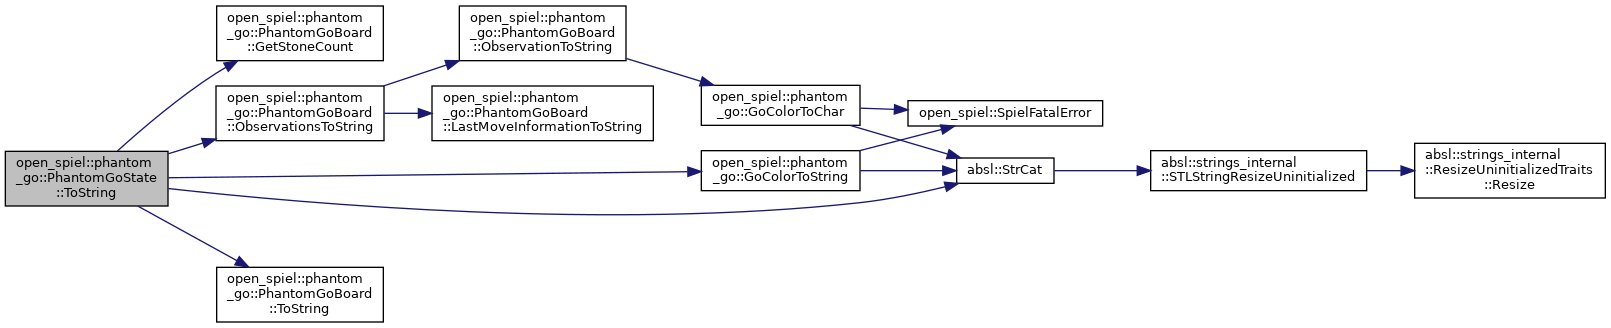 open_spiel::phantom
_go::PhantomGoState
::ToString
open_spiel::phantom
_go::PhantomGoBoard
::GetStoneCount
open_spiel::phantom
_go::PhantomGoBoard
::ObservationsToString
open_spiel::phantom
_go::PhantomGoBoard
::ObservationToString
open_spiel::phantom
_go::PhantomGoBoard
::LastMoveInformationToString
open_spiel::phantom
_go::GoColorToChar
open_spiel::SpielFatalError
open_spiel::phantom
_go::GoColorToString
absl::StrCat
absl::strings_internal
::STLStringResizeUninitialized
absl::strings_internal
::ResizeUninitializedTraits
::Resize
open_spiel::phantom
_go::PhantomGoBoard
::ToString